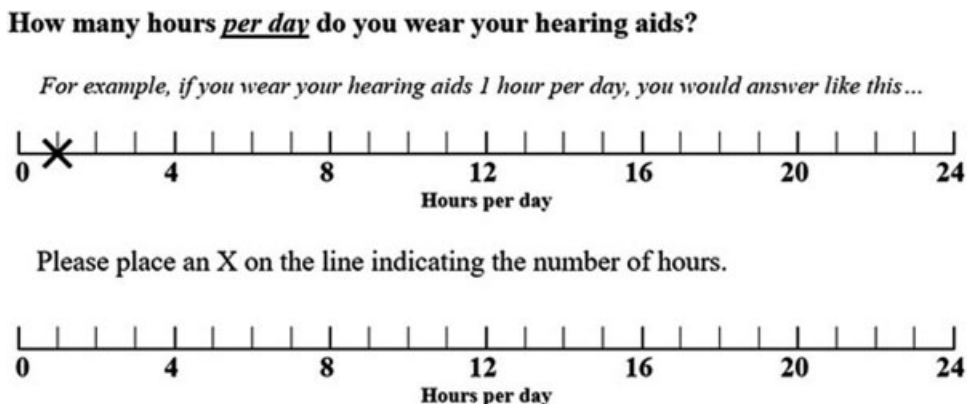 How many hours per day do you wear your hearing aids?
For example, if you wear your hearing aids 1 hour per day, you would answer like this...
0 4 8 12 16 20 24
Hours per day
Please place an X on the line indicating the number of hours.
0 4 8 12 16 20 24
Hours per day